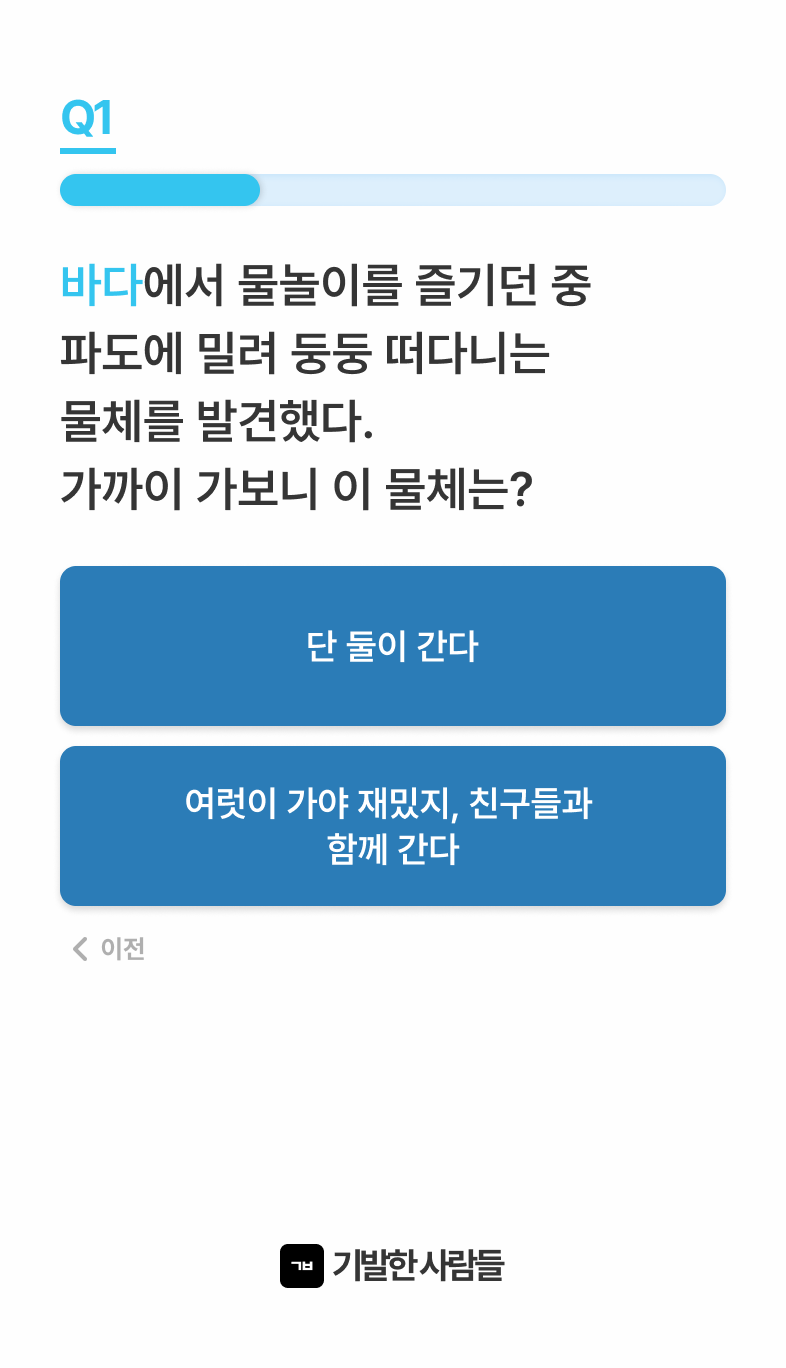 Q1
바다에서 물놀이를 즐기던 중
파도에 밀려 둥둥 떠다니는
물체를 발견했다.
가까이 가보니 이 물체는?
단 둘이 간다
여럿이 가야 재밌지, 친구들과
함께 간다
이전
ㄱㅂ 기발한 사람들